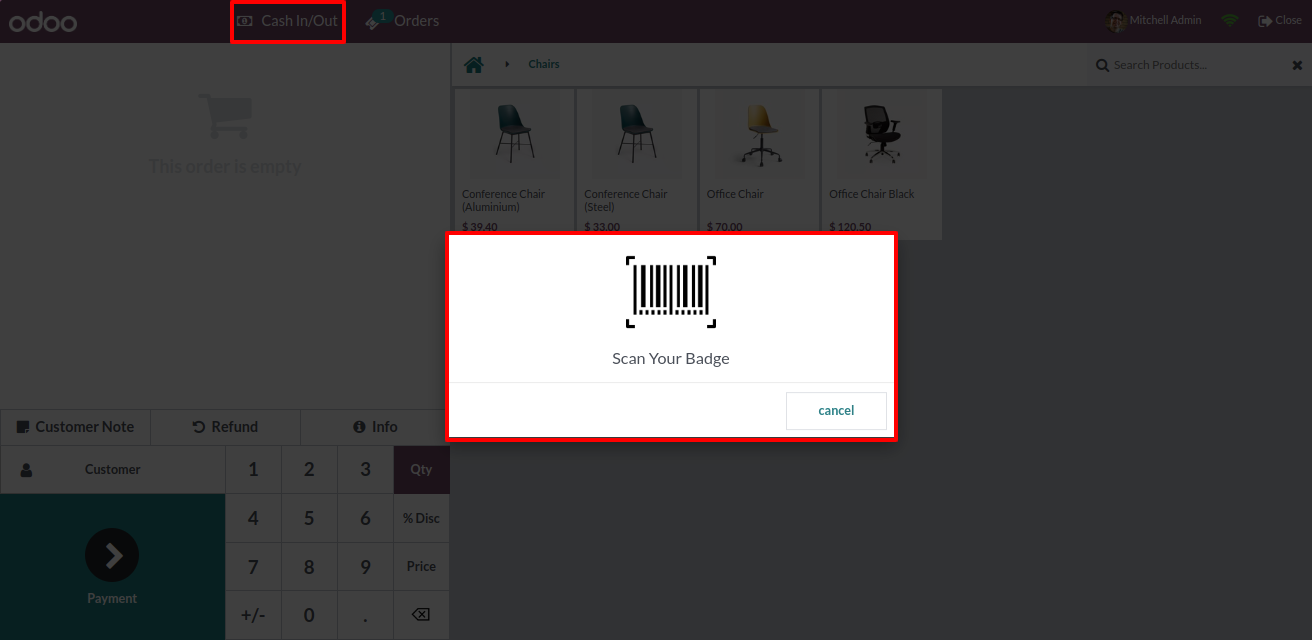 odoo
Cash In/Out
1
Orders
Mitchell Admin
Close
This order is empty
Chairs
Search Products...
Conference Chair
(Aluminium)
$ 39.40
Conference Chair
(Steel)
$ 33.00
Office Chair
$ 70.00
Office Chair Black
$ 120.50
Scan Your Badge
cancel
Customer Note
Refund
Info
Customer
1 2 3 Qty
4 5 6 % Disc
7 8 9 Price
+/- 0 .
Payment